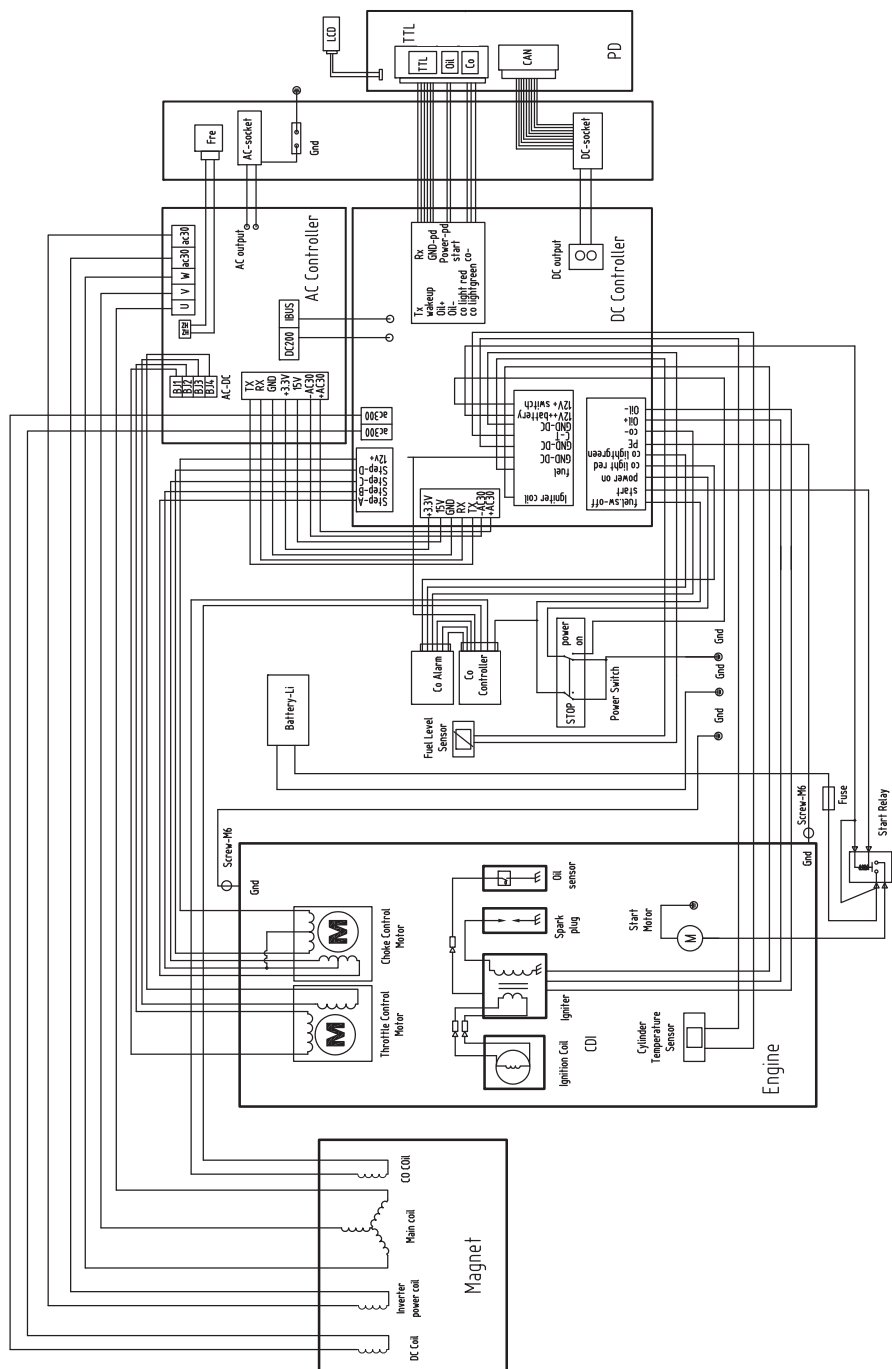 LCD
TTL
TTL
Oil
Co
CAN
PD
Fre
AC-socket
Gnd
DC-socket
U
V
W
ac30
ac30
AC output
AC Controller
BJ1
BJ2
BJ3
BJ4
AC-DC
DC200
IBUS
TX
RX
GND
+3.3V
15V
-AC30
+AC30
ac300
ac300
Tx
wakeup
Oil+
Oil-
co light red
co lightgreen
Rx
GND-pd
Power-pd
start
co-
DC output
DC Controller
12v+
Step-D
Step-C
Step-B
Step-A
+3.3V
15V
GND
RX
TX
-AC30
+AC30
12V + switch
12V++battery
GND-DC
C-T
GND-DC
GND-DC
fuel
Igniter coil
Oil-
Oil+
co-
PE
co lightgreen
co light red
power on
start
fuel.sw-off
Co Alarm
Co
Controller
STOP
power
on
Power Switch
Gnd
Gnd
Gnd
Battery-Li
Fuel Level
Sensor
Screw-M6
Gnd
Fuse
Screw-M6
Gnd
Start Relay
M
Choke Control
Motor
M
Throttle Control
Motor
Oil
sensor
Spark
plug
Igniter
Ignition Coil
CDI
Start
Motor
M
Cylinder
Temperature
Sensor
Engine
CO COil
Main coil
Inverter
power coil
DC Coil
Magnet